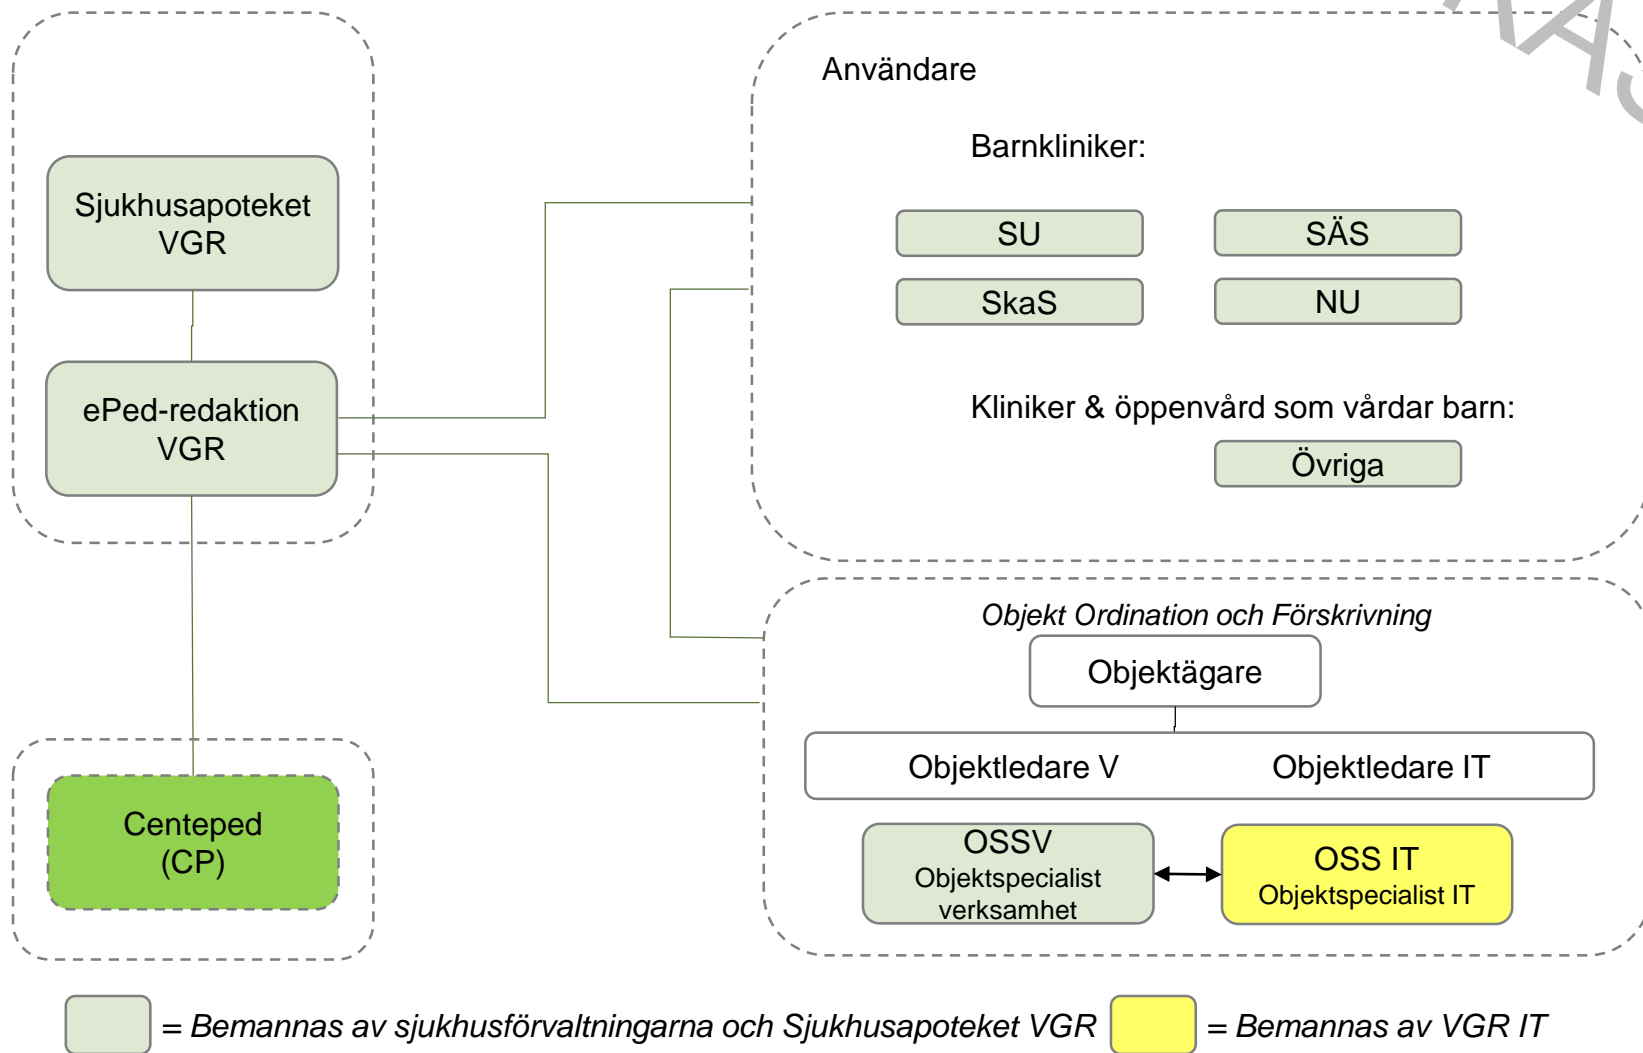 Sjukhusapoteket
VGR
ePed-redaktion
VGR
Centeped
(CP)
Användare
Barnkliniker:
SU
SÄS
SkaS
NU
Kliniker & öppenvård som vårdar barn:
Övriga
Objekt Ordination och Förskrivning
Objektägare
Objektledare V
Objektledare IT
OSSV
Objektspecialist
verksamhet
OSS IT
Objektspecialist IT
= Bemannas av sjukhusförvaltningarna och Sjukhusapoteket VGR
= Bemannas av VGR IT